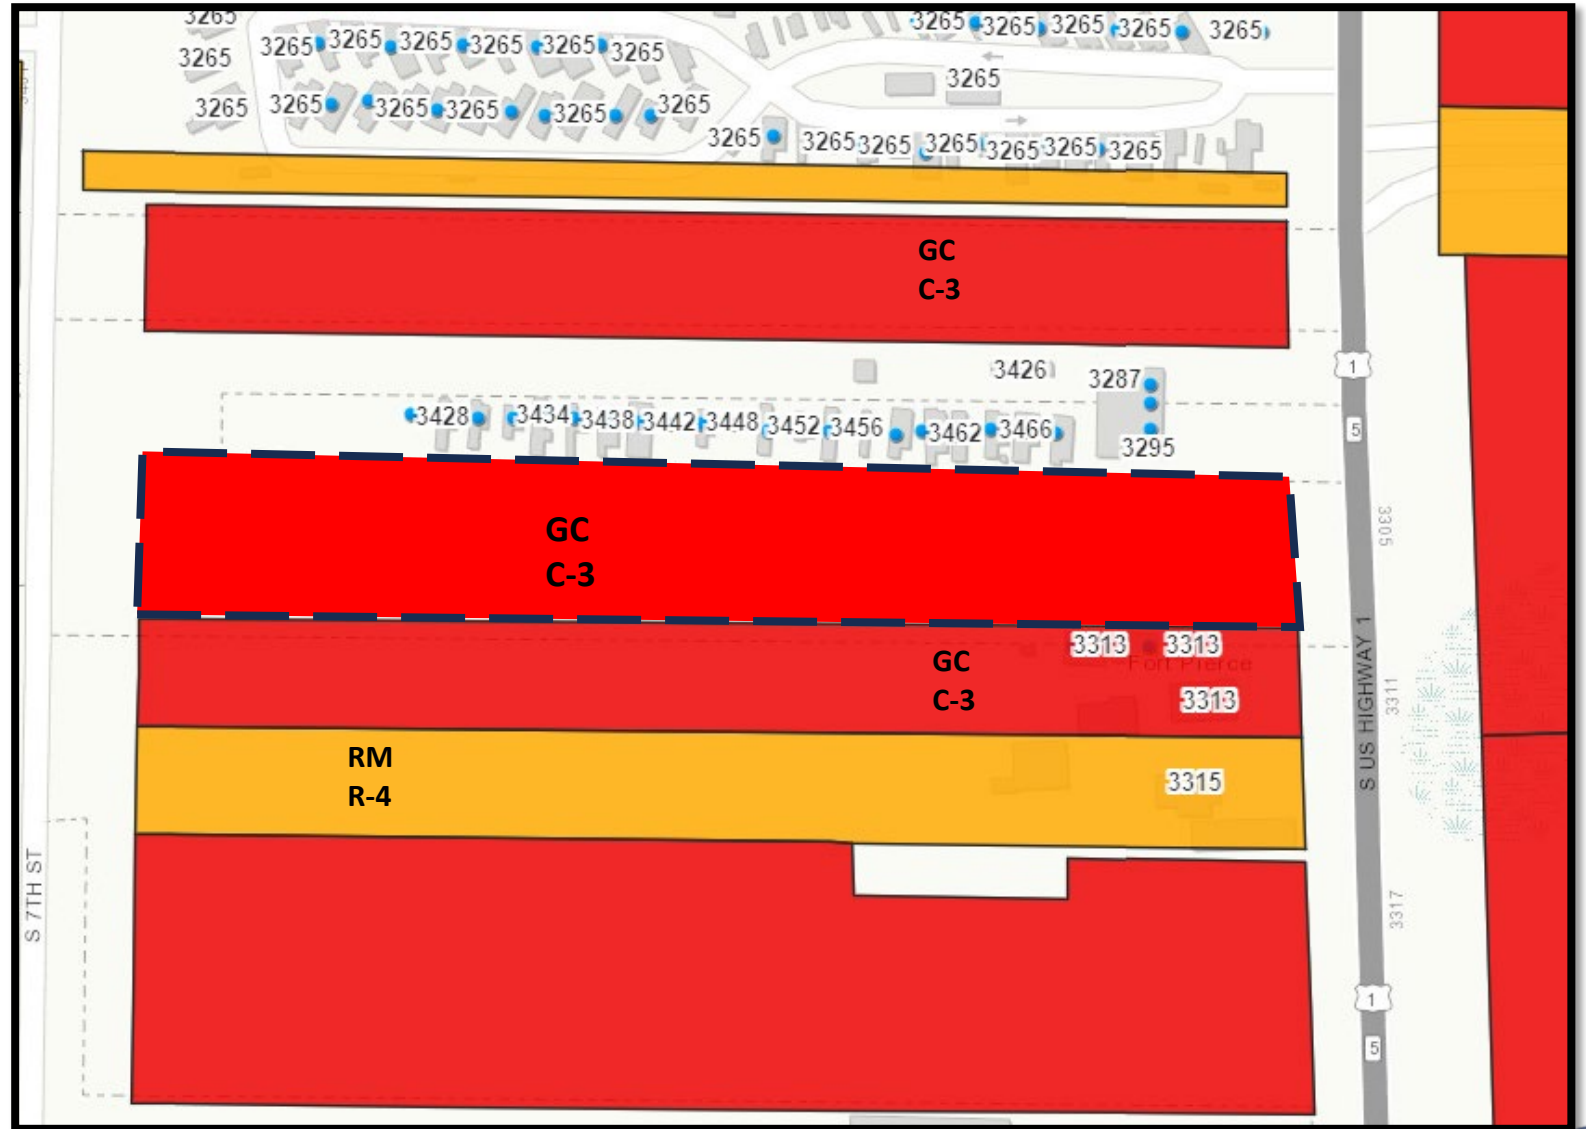 3265
3265 3265 3265 3265 3265
3265 3265 3265 3265 3265 3265
3265
3265
3265 3265 3265 3265 3265 3265
3265 3265 3265 3265 3265 3265 3265
GC
C-3
1
3426
3287
3428 3434 3438 3442 3448 3452 3456 3462 3466
5
3295
GC
C-3
3305
3313 3313
Fort Pierce
GC
C-3
3313
S US HIGHWAY 1
3311
RM
R-4
3315
S 7TH ST
3317
1
5